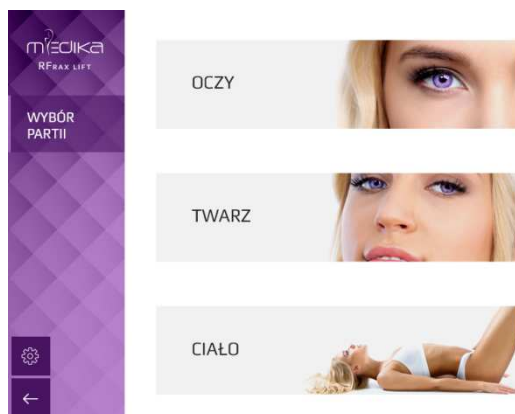 medika
RFRAX LIFT
WYBÓR
PARTII
OCZY
TWARZ
CIAŁO